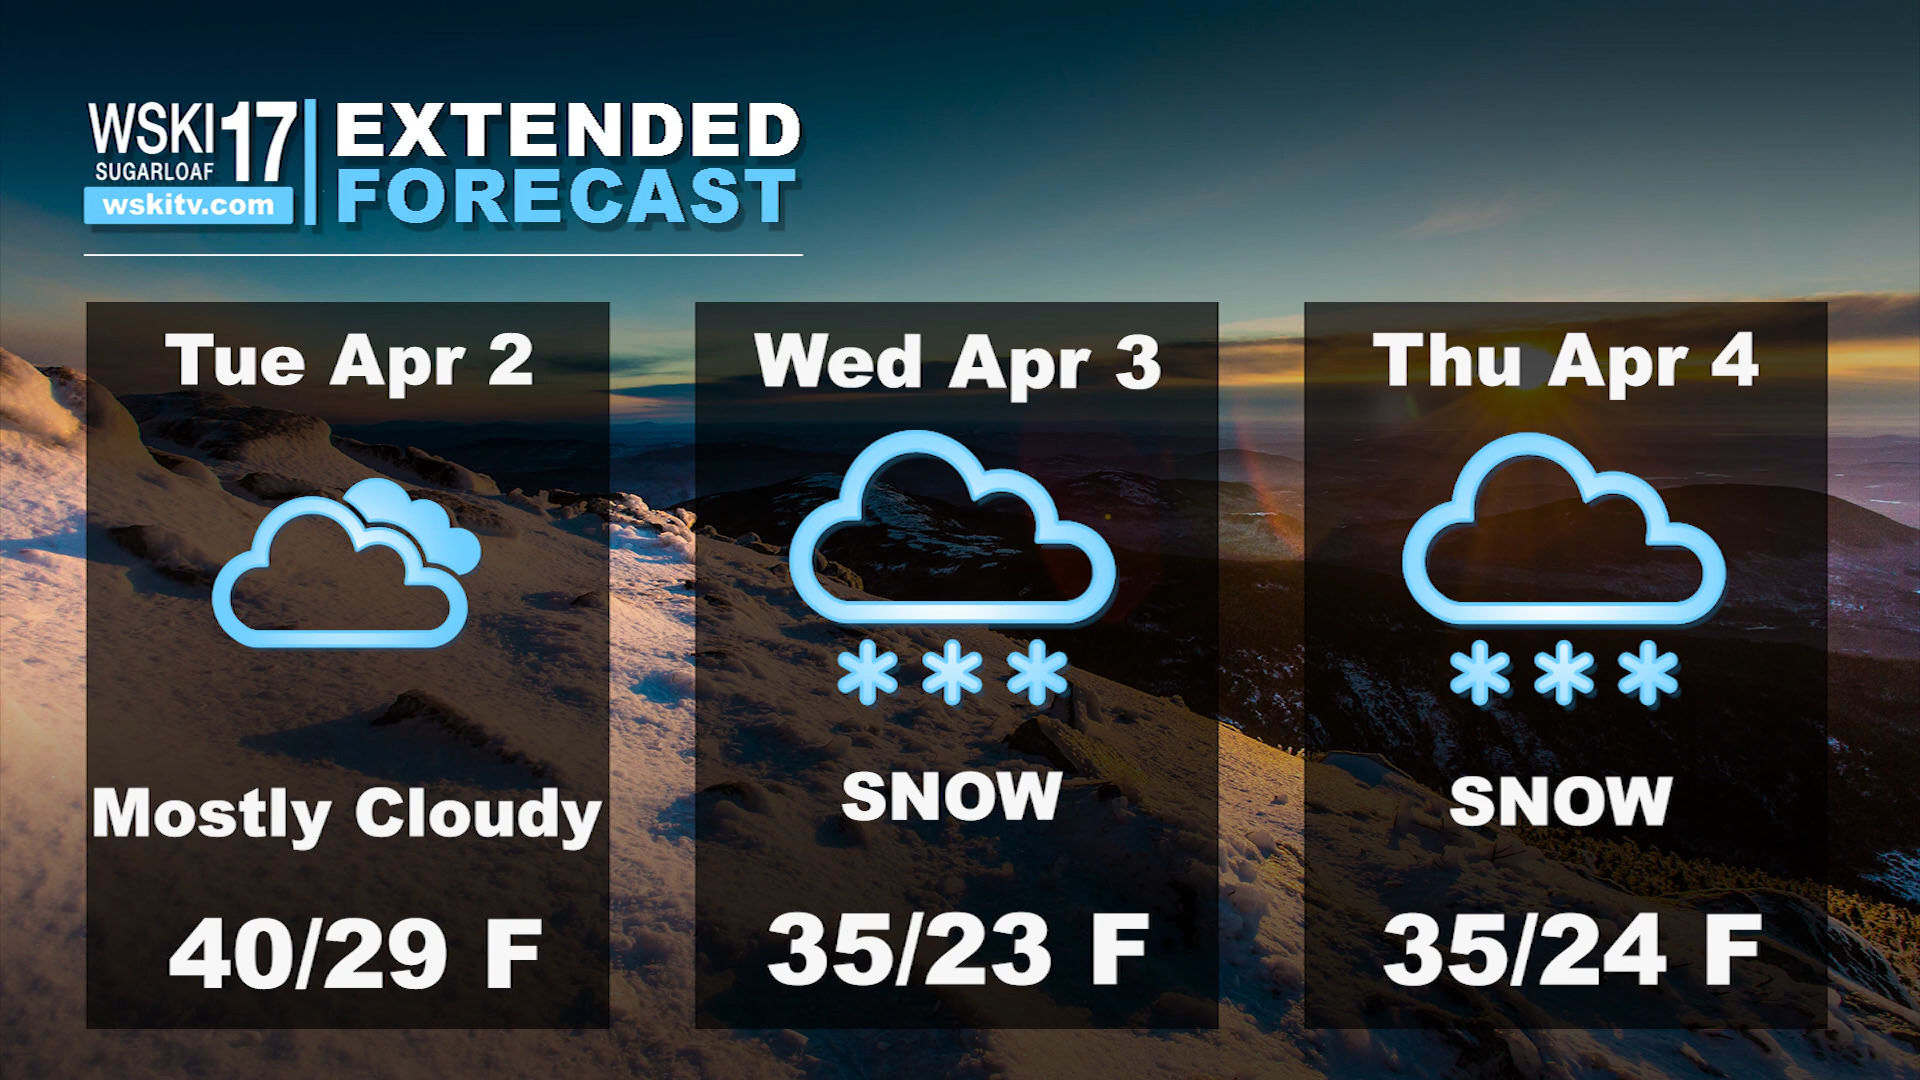 WSKI 17
SUGARLOAF
wskitv.com
EXTENDED
FORECAST
Tue Apr 2
Mostly Cloudy
40/29 F
Wed Apr 3
SNOW
35/23 F
Thu Apr 4
SNOW
35/24 F